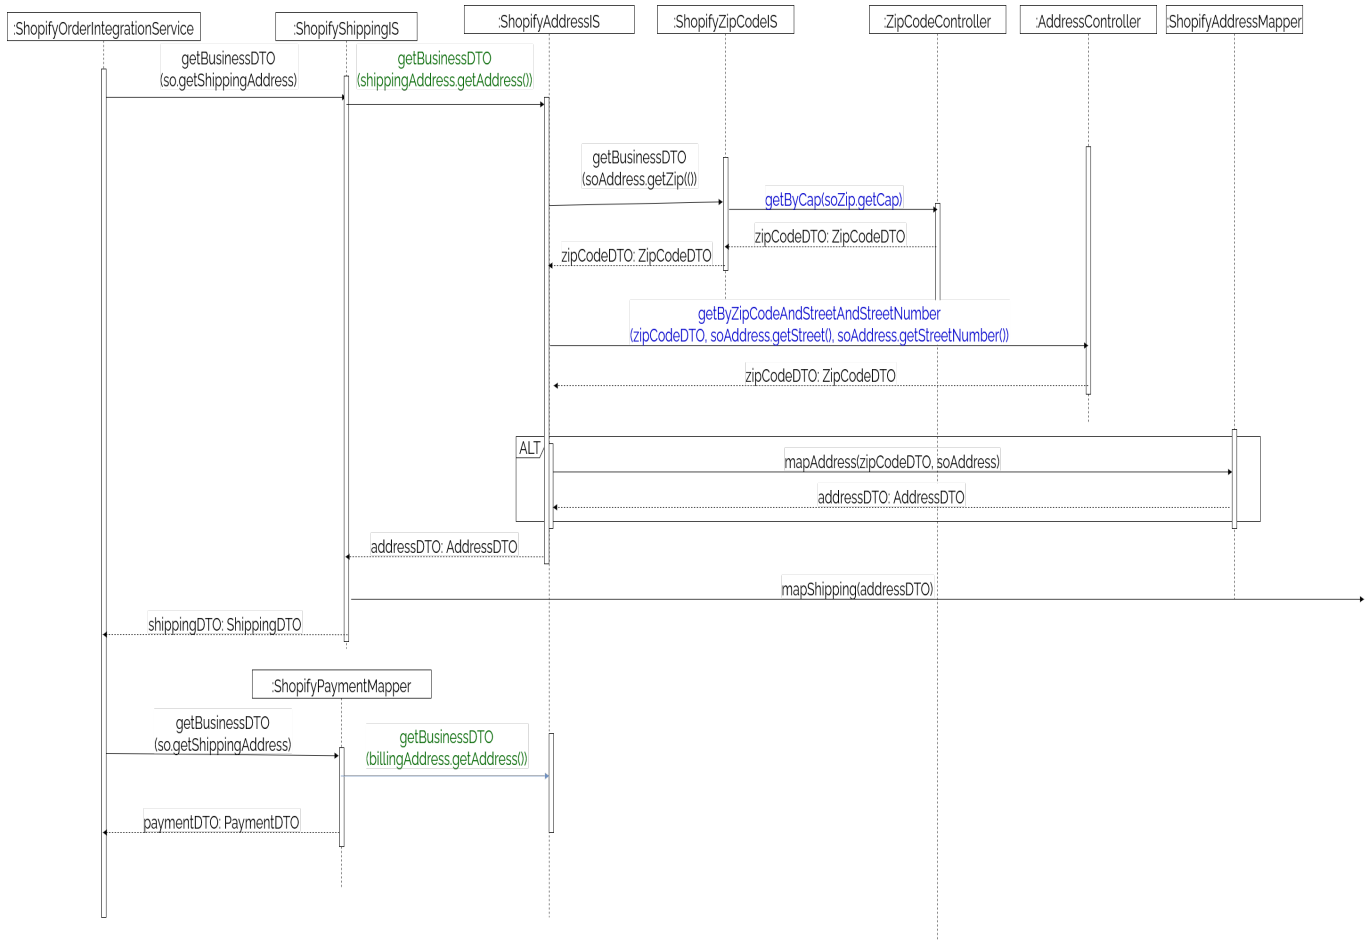 :ShopifyOrderIntegrationService
:ShopifyShippingIS
:ShopifyAddressIS
:ShopifyZipCodeIS
:ZipCodeController
:AddressController
:ShopifyAddressMapper
getBusinessDTO
(so.getShippingAddress)
getBusinessDTO
(shippingAddress.getAddress())
getBusinessDTO
(soAddress.getZip(())
getByCap(soZip.getCap)
zipCodeDTO: ZipCodeDTO
zipCodeDTO: ZipCodeDTO
getByZipCodeAndStreetAndStreetNumber
(zipCodeDTO, soAddress.getStreet(), soAddress.getStreetNumber())
zipCodeDTO: ZipCodeDTO
ALT
mapAddress(zipCodeDTO, soAddress)
addressDTO: AddressDTO
addressDTO: AddressDTO
mapShipping(addressDTO)
shippingDTO: ShippingDTO
:ShopifyPaymentMapper
getBusinessDTO
(so.getShippingAddress)
getBusinessDTO
(billingAddress.getAddress())
paymentDTO: PaymentDTO